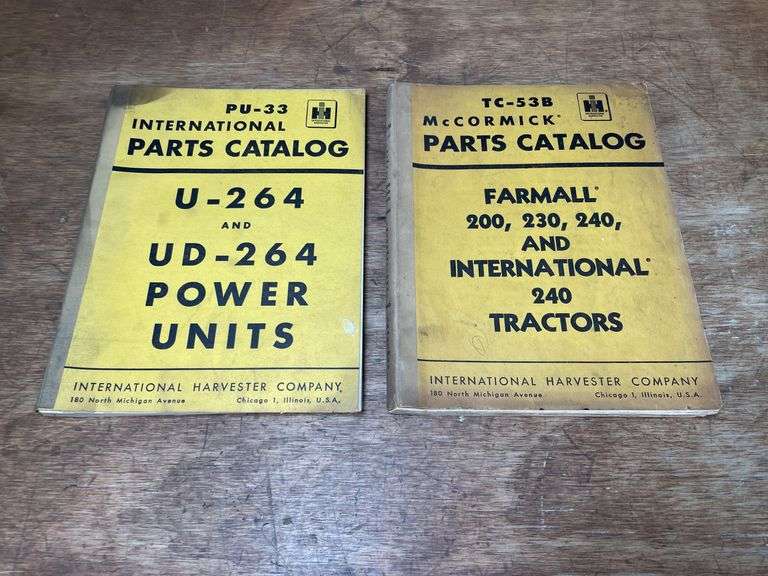 PU-33
INTERNATIONAL
PARTS CATALOG
U-264
AND
UD-264
POWER
UNITS
INTERNATIONAL HARVESTER COMPANY,
180 North Michigan Avenue Chicago 1, Illinois, U.S.A.
TC-53B
McCORMICK®
PARTS CATALOG
FARMALL®
200, 230, 240,
AND
INTERNATIONAL®
240
TRACTORS
INTERNATIONAL HARVESTER COMPANY
180 North Michigan Avenue Chicago 1, Illinois, U.S.A.